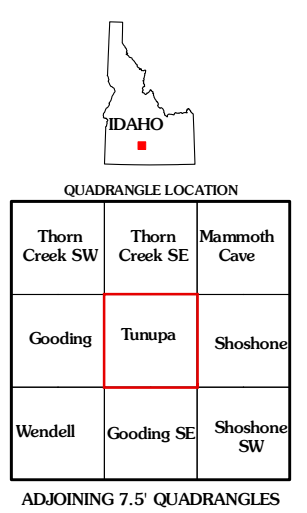 IDAHO
QUADRANGLE LOCATION
Thorn Thorn Mammoth
Creek SW Creek SE Cave
Gooding Tunupa Shoshone
Wendell Gooding SE Shoshone
SW
ADJOINING 7.5' QUADRANGLES